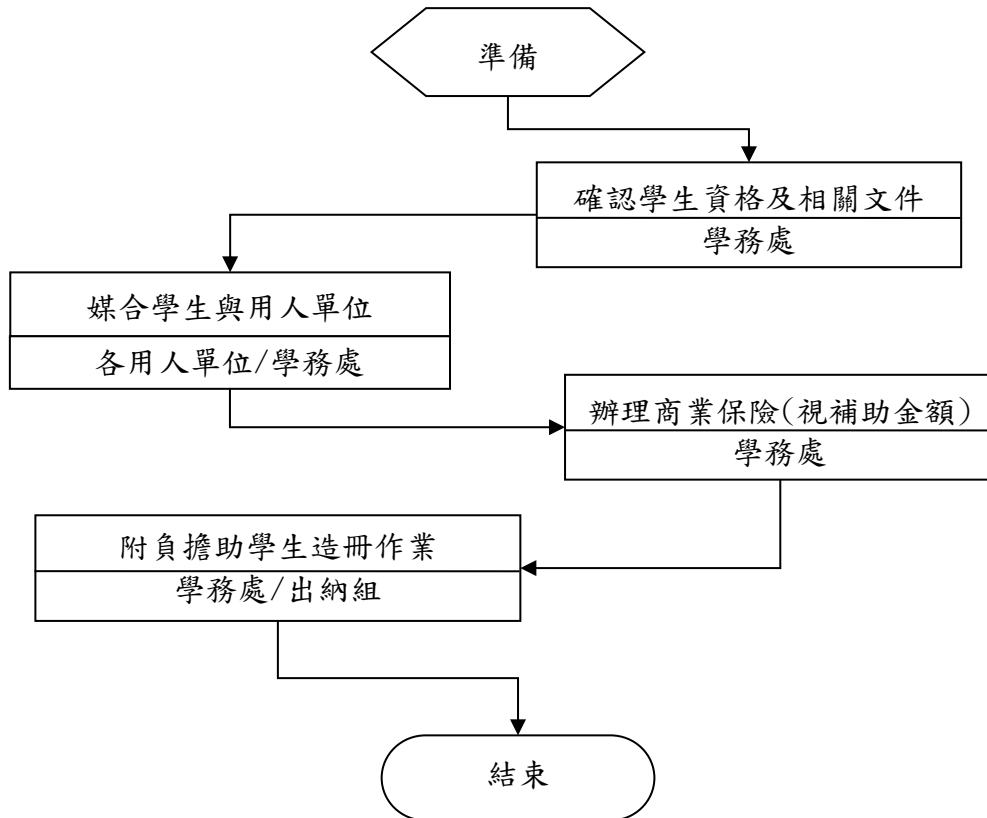 準備
確認學生資格及相關文件
學務處
媒合學生與用人單位
各用人單位/學務處
辦理商業保險(視補助金額)
學務處
附負擔助學生造冊作業
學務處/出納組
結束